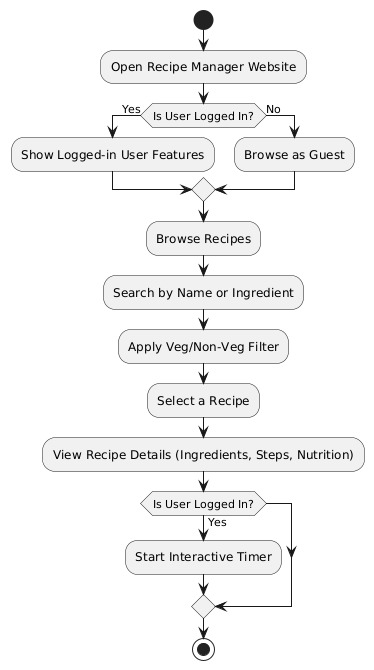 Open Recipe Manager Website
Yes
Is User Logged In?
No
Show Logged-in User Features
Browse as Guest
Browse Recipes
Search by Name or Ingredient
Apply Veg/Non-Veg Filter
Select a Recipe
View Recipe Details (Ingredients, Steps, Nutrition)
Is User Logged In?
Yes
Start Interactive Timer